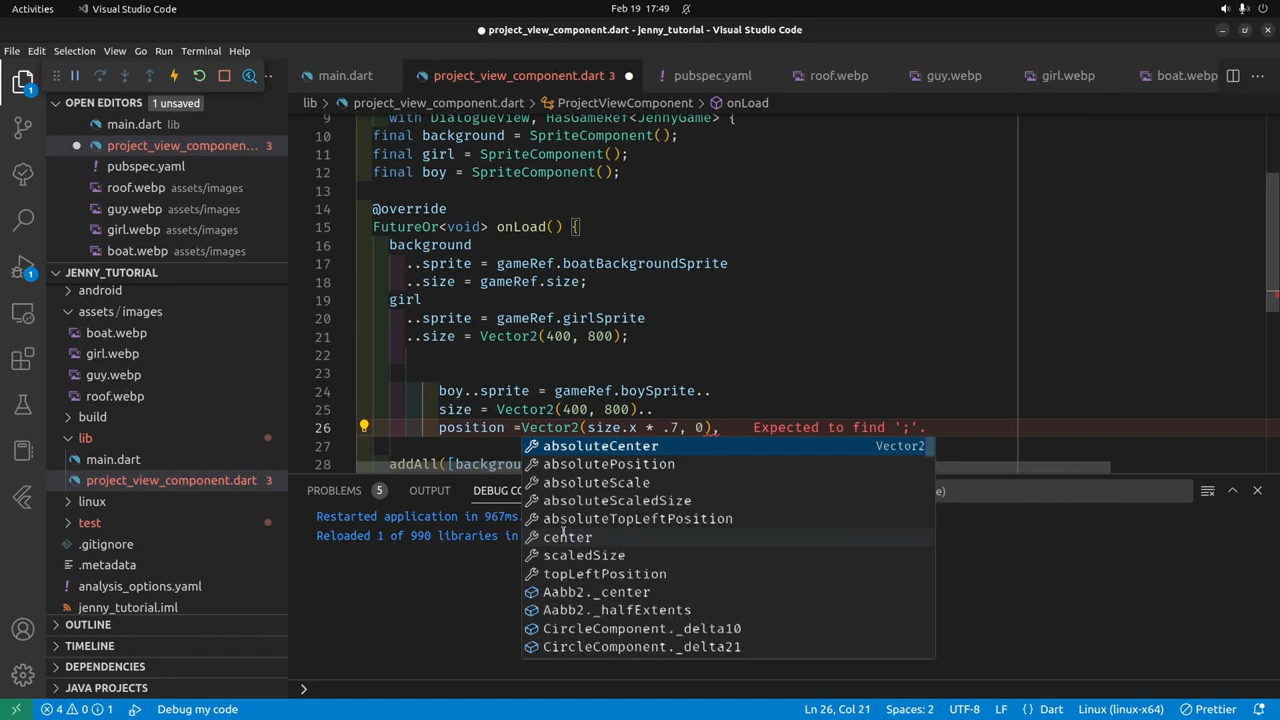 Activities
Visual Studio Code
Feb 19 17:49
project_view_component.dart - jenny_tutorial - Visual Studio Code
File Edit Selection View Go Run Terminal Help
main.dart
project_view_component.dart 3
pubspec.yaml
roof.webp
guy.webp
girl.webp
boat.webp
OPEN EDITORS 1 unsaved
main.dart lib
project_view_componen... 3
pubspec.yaml
roof.webp assets/images
guy.webp assets/images
girl.webp assets/images
boat.webp assets/images
JENNY_TUTORIAL
android
assets/images
boat.webp
girl.webp
guy.webp
roof.webp
build
lib
main.dart
project_view_component.dart 3
linux
test
.gitignore
.metadata
analysis_options.yaml
jenny_tutorial.iml
OUTLINE
TIMELINE
DEPENDENCIES
JAVA PROJECTS
lib > project_view_component.dart > ProjectViewComponent > onLoad
9 with DialogueView, HasGameRef<JennyGame> {
10 final background = SpriteComponent();
11 final girl = SpriteComponent();
12 final boy = SpriteComponent();
13
14 @override
15 FutureOr<void> onLoad() {
16 background
17 ..sprite = gameRef.boatBackgroundSprite
18 ..size = gameRef.size;
19 girl
20 ..sprite = gameRef.girlSprite
21 ..size = Vector2(400, 800);
22
23
24 boy..sprite = gameRef.boySprite..
25 size = Vector2(400, 800)..
26 position =Vector2(size.x * .7, 0), Expected to find ';'.
27
28 addAll([backgrou
absoluteCenter Vector2
absolutePosition
absoluteScale
absoluteScaledSize
absoluteTopLeftPosition
center
scaledSize
topLeftPosition
Aabb2._center
Aabb2._halfExtents
CircleComponent._delta10
CircleComponent._delta21
PROBLEMS 5 OUTPUT DEBUG CO e)
Restarted application in 967ms.
Reloaded 1 of 990 libraries in
4 0 1
Debug my code
Ln 26, Col 21 Spaces: 2 UTF-8 LF Dart Linux (linux-x64) Prettier